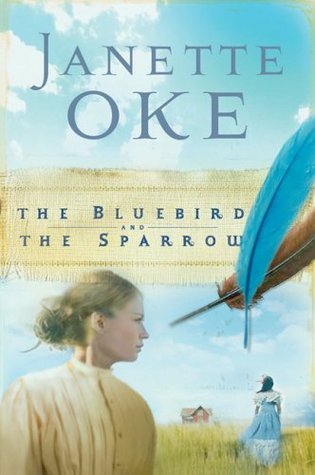 JANETTE
OKE
THE BLUEBIRD
AND
THE SPARROW